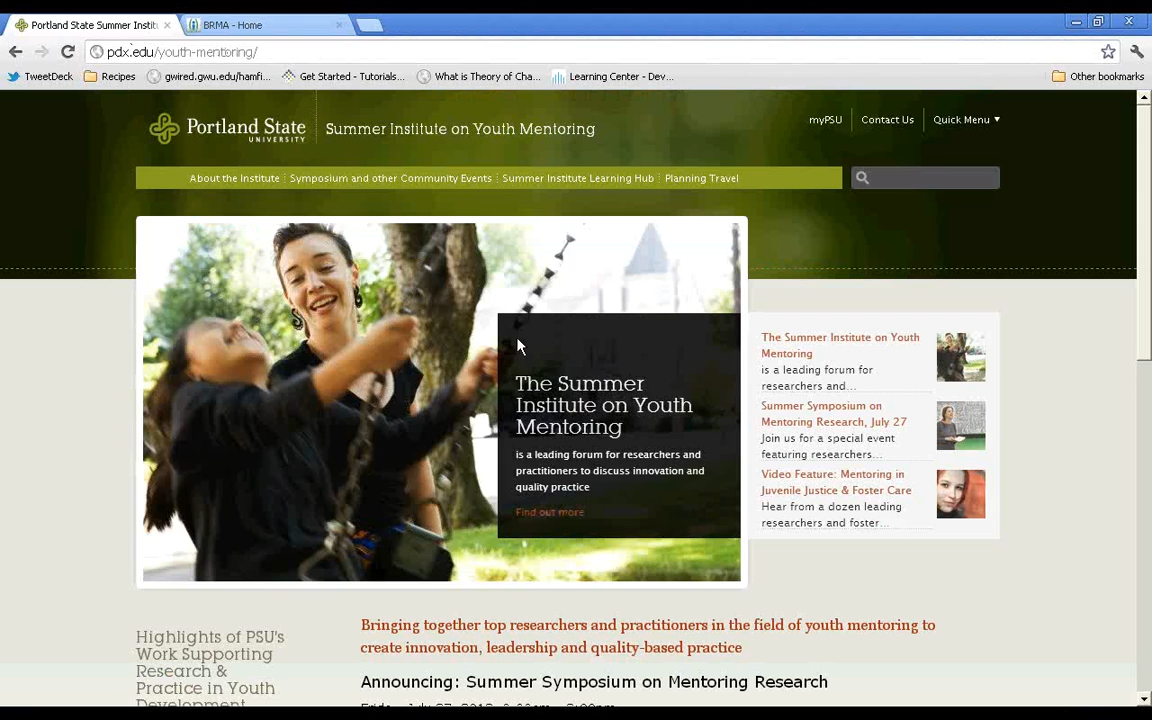 Portland State Summer Instit
BRMA - Home
pdx.edu/youth-mentoring/
TweetDeck
Recipes
gwired.gwu.edu/hamfi...
Get Started - Tutorials...
What is Theory of Cha...
Learning Center - Dev...
Other bookmarks
Portland State
UNIVERSITY
Summer Institute on Youth Mentoring
myPSU
Contact Us
Quick Menu
About the Institute
Symposium and other Community Events
Summer Institute Learning Hub
Planning Travel
The Summer
Institute on Youth
Mentoring
is a leading forum for researchers and
practitioners to discuss innovation and
quality practice
Find out more
The Summer Institute on Youth
Mentoring
is a leading forum for
researchers and...
Summer Symposium on
Mentoring Research, July 27
Join us for a special event
featuring researchers...
Video Feature: Mentoring in
Juvenile Justice & Foster Care
Hear from a dozen leading
researchers and foster...
Highlights of PSU's
Work Supporting
Research &
Practice in Youth
Development
Bringing together top researchers and practitioners in the field of youth mentoring to
create innovation, leadership and quality-based practice
Announcing: Summer Symposium on Mentoring Research